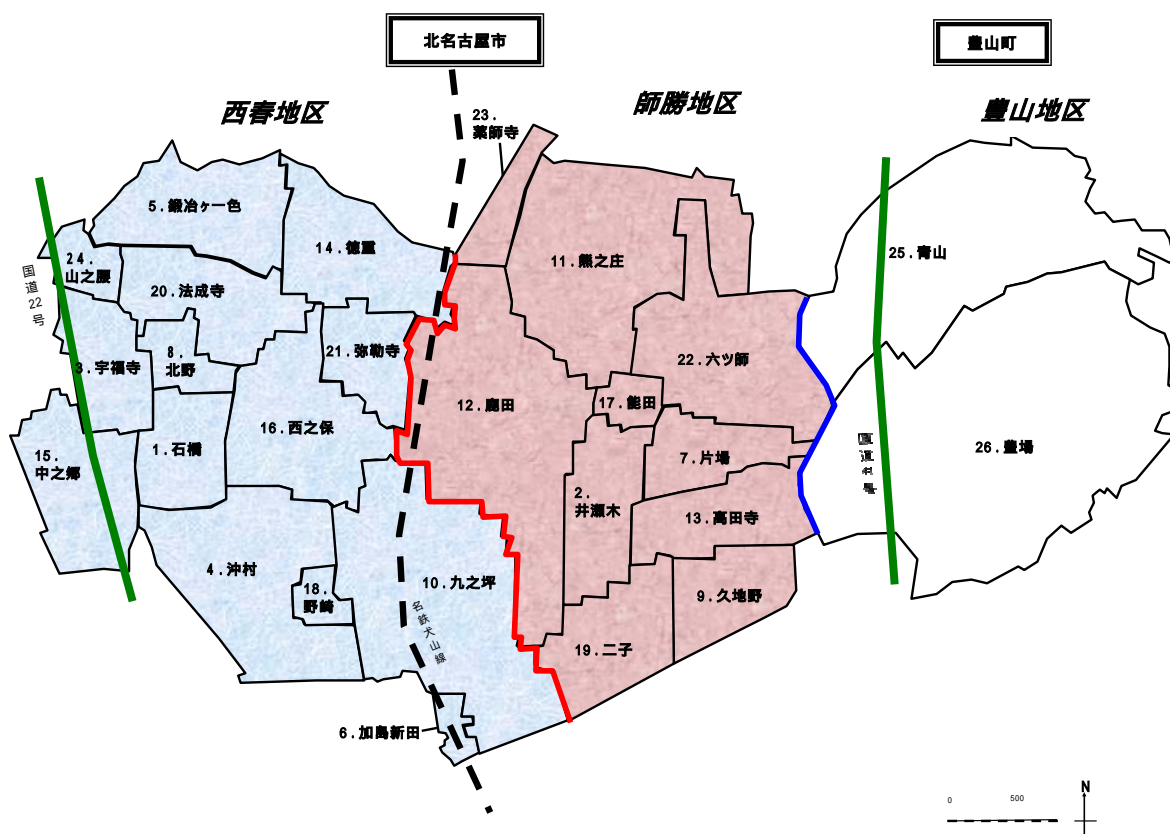 北名古屋市
豊山町
西春地区
師勝地区
豊山地区
23.
薬師寺
5.鍛冶ヶ一色
14.徳重
11.熊之庄
25.青山
24.
山之腰
国道22号
20.法成寺
21.弥勒寺
22.六ツ師
3.宇福寺
8.
北野
12.鹿田
17.能田
16.西之保
1.石橋
15.
中之郷
7.片場
26.豊場
2.
井瀬木
13.高田寺
4.沖村
18.
野崎
10.九之坪
9.久地野
名鉄犬山線
19.二子
6.加島新田
0
500
N